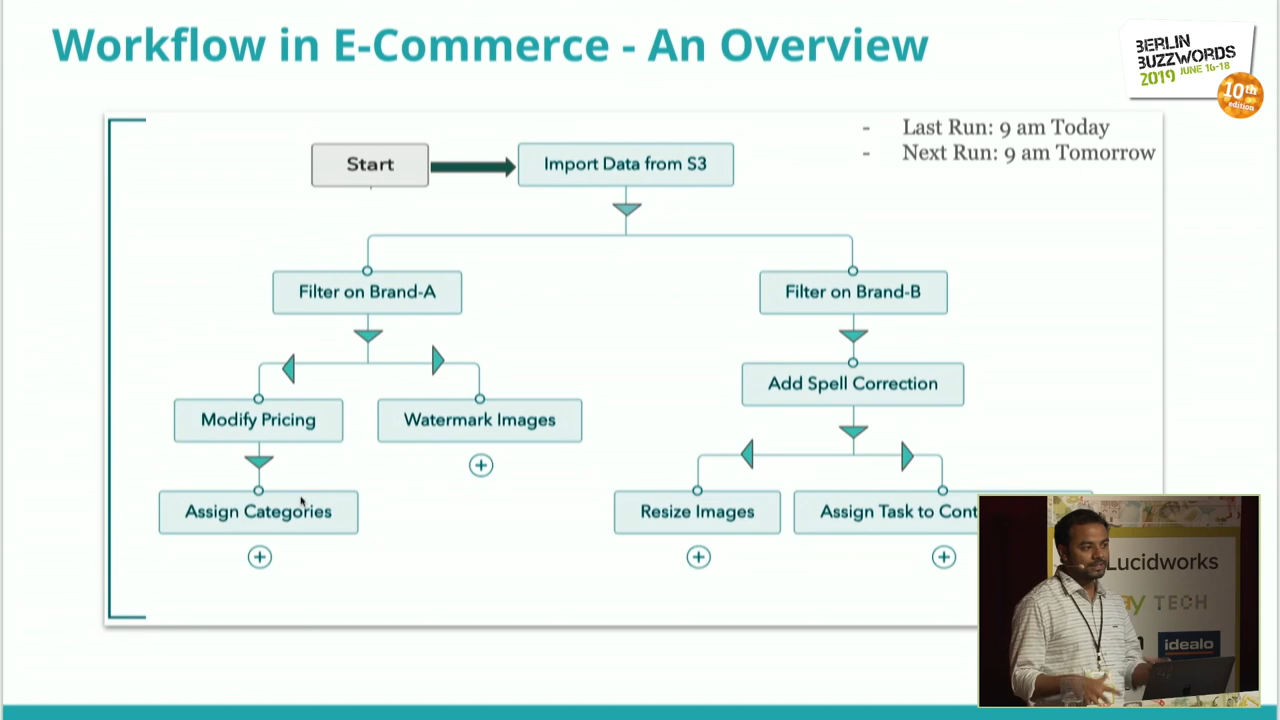 Workflow in E-Commerce - An Overview
BERLIN
BUZZWORDS
2019 JUNE 16-18
10th
edition
- Last Run: 9 am Today
- Next Run: 9 am Tomorrow
Start
Import Data from S3
Filter on Brand-A
Filter on Brand-B
Modify Pricing
Watermark Images
Add Spell Correction
Assign Categories
Resize Images
Assign Task to Cont
Lucidworks
TECH
idealo